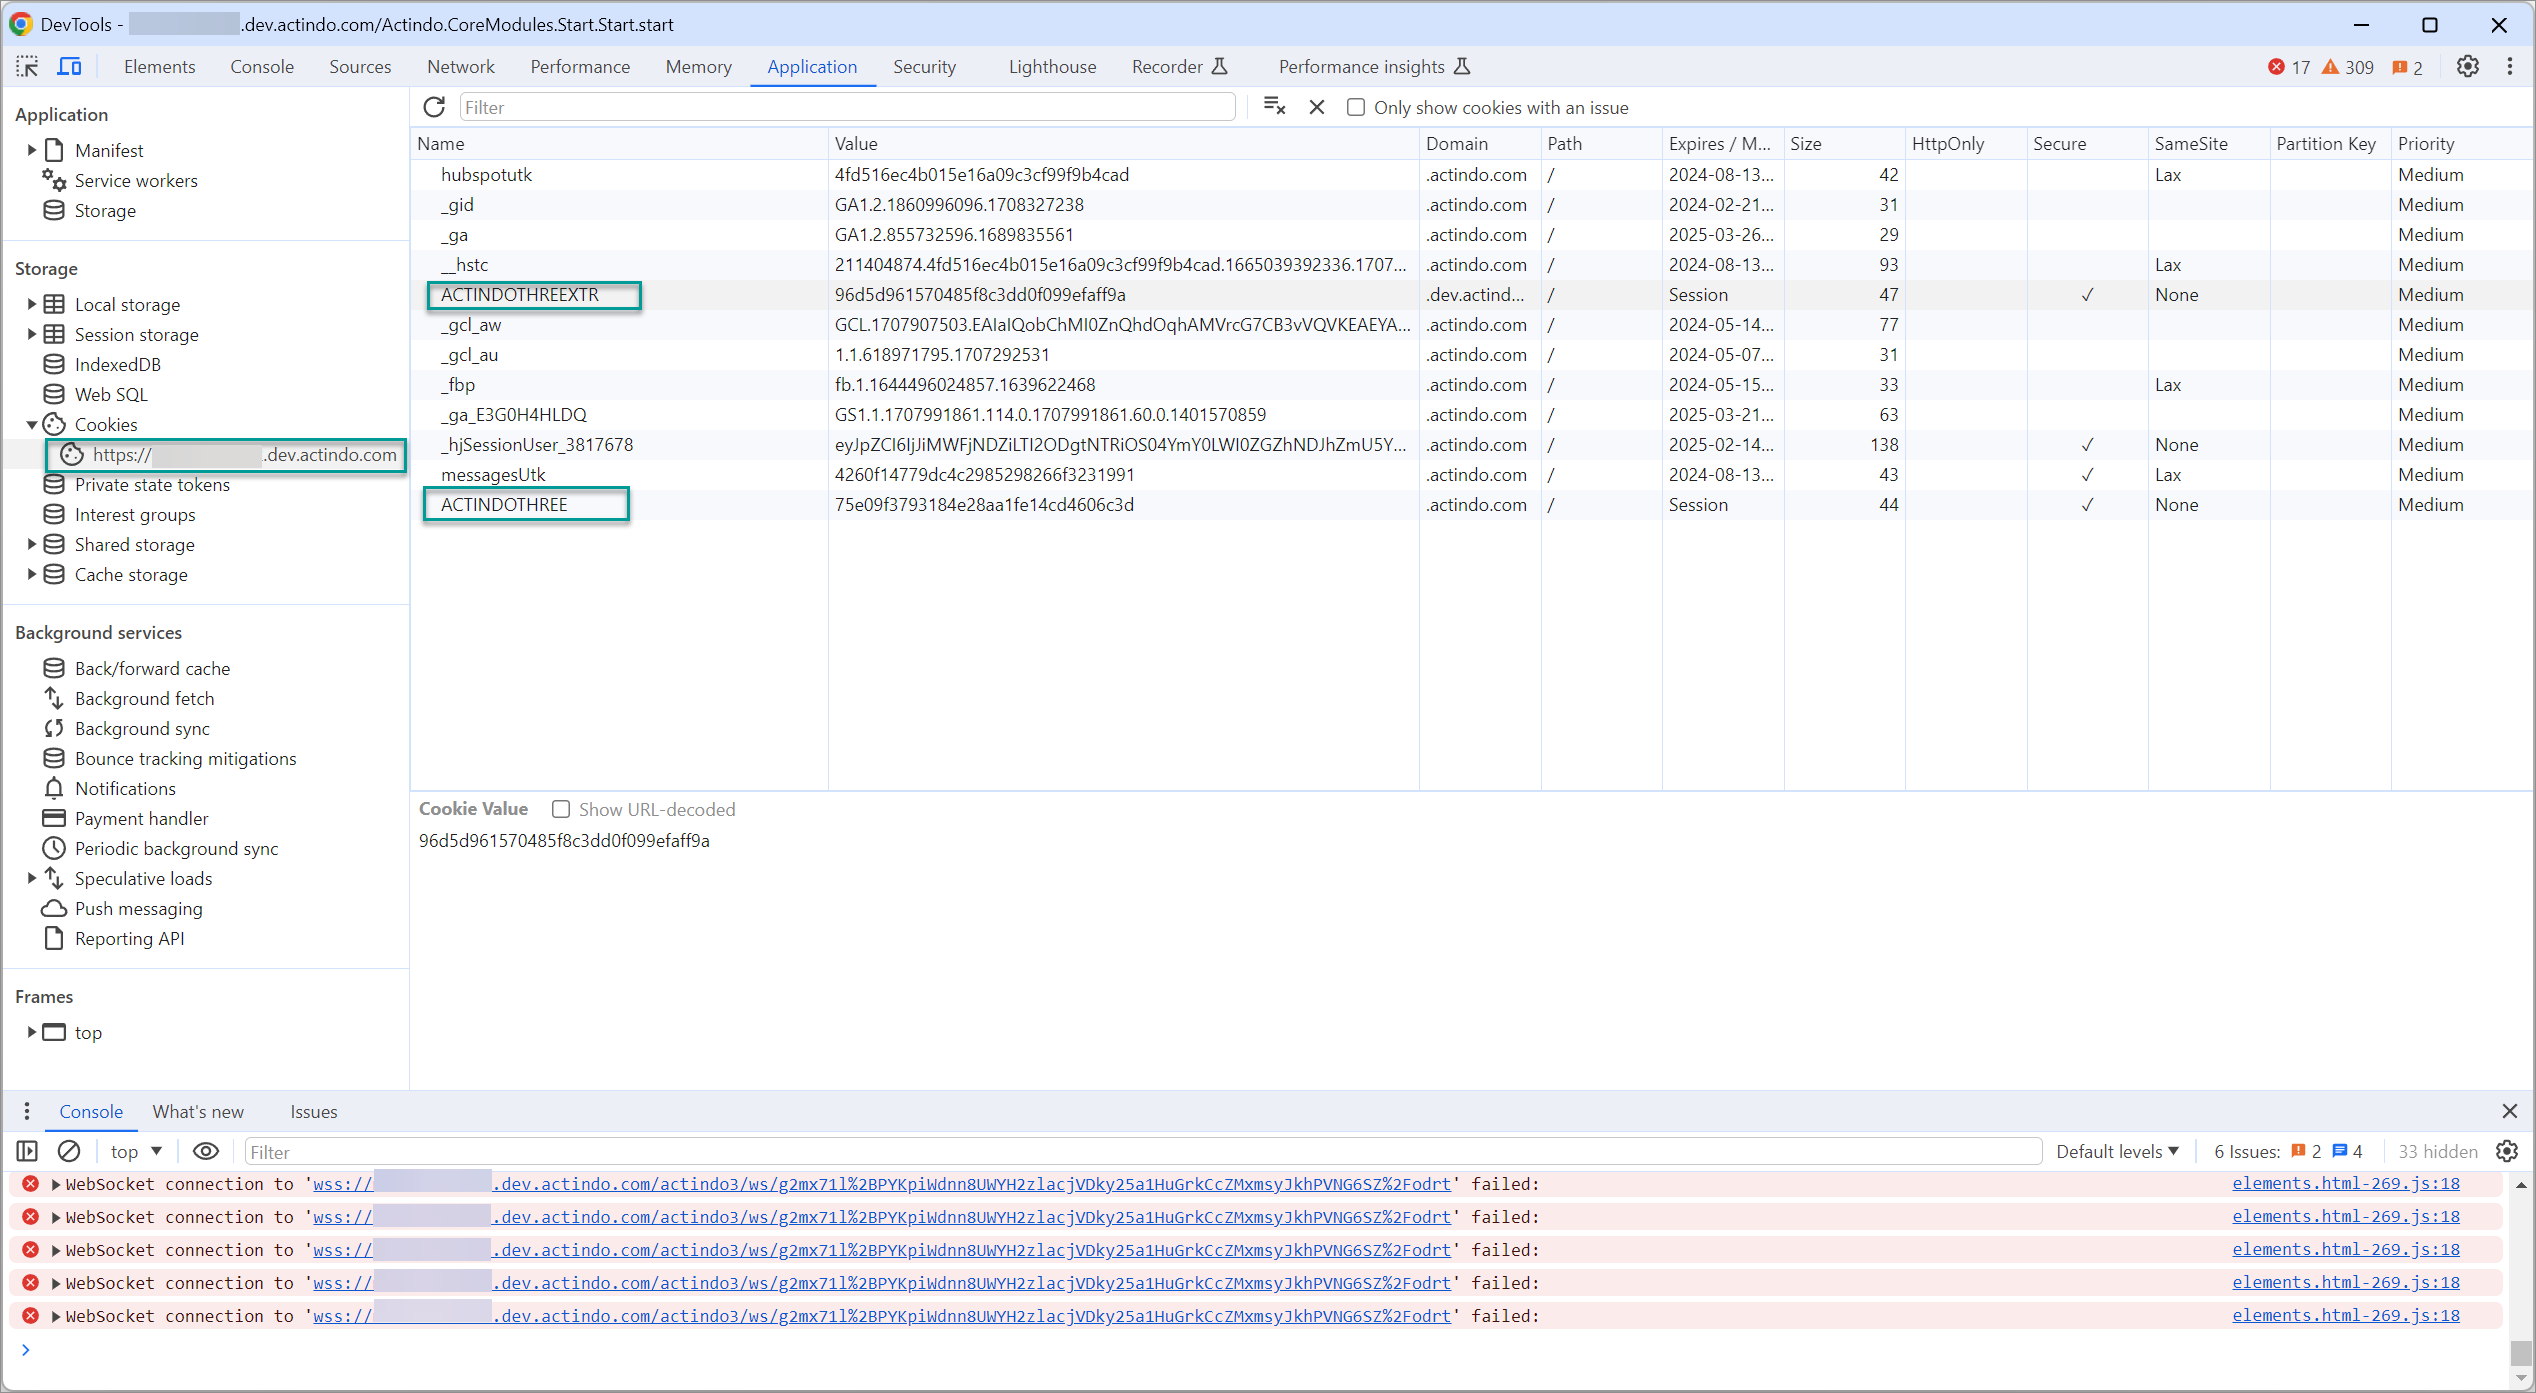 DevTools - .dev.actindo.com/Actindo.CoreModules.Start.Start.start
Elements Console Sources Network Performance Memory Application Security Lighthouse Recorder Performance insights 17 309 2
Application
Manifest
Service workers
Storage
Storage
Local storage
Session storage
IndexedDB
Web SQL
Cookies
https:// .dev.actindo.com
Private state tokens
Interest groups
Shared storage
Cache storage
Background services
Back/forward cache
Background fetch
Background sync
Bounce tracking mitigations
Notifications
Payment handler
Periodic background sync
Speculative loads
Push messaging
Reporting API
Frames
top
Filter Only show cookies with an issue
Name Value Domain Path Expires / M... Size HttpOnly Secure SameSite Partition Key Priority
hubspotutk 4fd516ec4b015e16a09c3cf99f9b4cad .actindo.com / 2024-08-13... 42 Lax Medium
_gid GA1.2.1860996096.1708327238 .actindo.com / 2024-02-21... 31 Medium
_ga GA1.2.855732596.1689835561 .actindo.com / 2025-03-26... 29 Medium
__hstc 211404874.4fd516ec4b015e16a09c3cf99f9b4cad.1665039392336.1707... .actindo.com / 2024-08-13... 93 Lax Medium
ACTINDOTHREEXTR 96d5d961570485f8c3dd0f099efaff9a .dev.actind... / Session 47 ✓ None Medium
_gcl_aw GCL.1707907503.EAIaIQobChMI0ZnQhdOqhAMVrcG7CB3vVQVKEAEYA... .actindo.com / 2024-05-14... 77 Medium
_gcl_au 1.1.618971795.1707292531 .actindo.com / 2024-05-07... 31 Medium
_fbp fb.1.1644496024857.1639622468 .actindo.com / 2024-05-15... 33 Lax Medium
_ga_E3G0H4HLDQ GS1.1.1707991861.114.0.1707991861.60.0.1401570859 .actindo.com / 2025-03-21... 63 Medium
_hjSessionUser_3817678 eyJpZCI6IjJiMWFjNDZiLTI2ODgtNTRiOS04YmY0LWI0ZGZhNDJhZmU5Y... .actindo.com / 2025-02-14... 138 ✓ None Medium
messagesUtk 4260f14779dc4c2985298266f3231991 .actindo.com / 2024-08-13... 43 ✓ Lax Medium
ACTINDOTHREE 75e09f3793184e28aa1fe14cd4606c3d .actindo.com / Session 44 ✓ None Medium
Cookie Value Show URL-decoded
96d5d961570485f8c3dd0f099efaff9a
Console What's new Issues
top Filter Default levels 6 Issues: 2 4 33 hidden
WebSocket connection to 'wss:// .dev.actindo.com/actindo3/ws/g2mx71l%2BPYKpiWdnn8UWYH2zlacjVDky25a1HuGrkCcZMxmsyJkhPVNG6SZ%2Fodrt' failed: elements.html-269.js:18
WebSocket connection to 'wss:// .dev.actindo.com/actindo3/ws/g2mx71l%2BPYKpiWdnn8UWYH2zlacjVDky25a1HuGrkCcZMxmsyJkhPVNG6SZ%2Fodrt' failed: elements.html-269.js:18
WebSocket connection to 'wss:// .dev.actindo.com/actindo3/ws/g2mx71l%2BPYKpiWdnn8UWYH2zlacjVDky25a1HuGrkCcZMxmsyJkhPVNG6SZ%2Fodrt' failed: elements.html-269.js:18
WebSocket connection to 'wss:// .dev.actindo.com/actindo3/ws/g2mx71l%2BPYKpiWdnn8UWYH2zlacjVDky25a1HuGrkCcZMxmsyJkhPVNG6SZ%2Fodrt' failed: elements.html-269.js:18
WebSocket connection to 'wss:// .dev.actindo.com/actindo3/ws/g2mx71l%2BPYKpiWdnn8UWYH2zlacjVDky25a1HuGrkCcZMxmsyJkhPVNG6SZ%2Fodrt' failed: elements.html-269.js:18